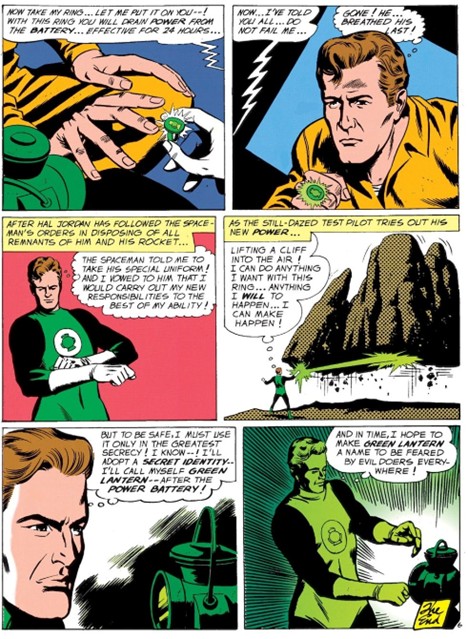 NOW TAKE MY RING...LET ME PUT IT ON YOU--!
WITH THIS RING YOU WILL DRAIN POWER FROM
THE BATTERY... EFFECTIVE FOR 24 HOURS...
NOW...I'VE TOLD
YOU ALL... DO
NOT FAIL ME...
GONE! HE...
BREATHED HIS
LAST!
AFTER HAL JORDAN HAS FOLLOWED THE SPACE-
MAN'S ORDERS IN DISPOSING OF ALL
REMNANTS OF HIM AND HIS ROCKET...
THE SPACEMAN TOLD ME TO
TAKE HIS SPECIAL UNIFORM!
AND I VOWED TO HIM THAT I
WOULD CARRY OUT MY NEW
RESPONSIBILITIES TO THE
BEST OF MY ABILITY!
AS THE STILL-DAZED TEST PILOT TRIES OUT HIS
NEW POWER...
LIFTING A CLIFF
INTO THE AIR!
I CAN DO ANYTHING
I WANT WITH THIS
RING...ANYTHING
I WILL TO
HAPPEN...I
CAN MAKE
HAPPEN!
BUT TO BE SAFE, I MUST USE
IT ONLY IN THE GREATEST
SECRECY! I KNOW--! I'LL
ADOPT A SECRET IDENTITY--
I'LL CALL MYSELF GREEN
LANTERN--AFTER THE
POWER BATTERY!
AND IN TIME, I HOPE TO
MAKE GREEN LANTERN
A NAME TO BE FEARED
BY EVIL DOERS EVERY-
WHERE!
The
End
6